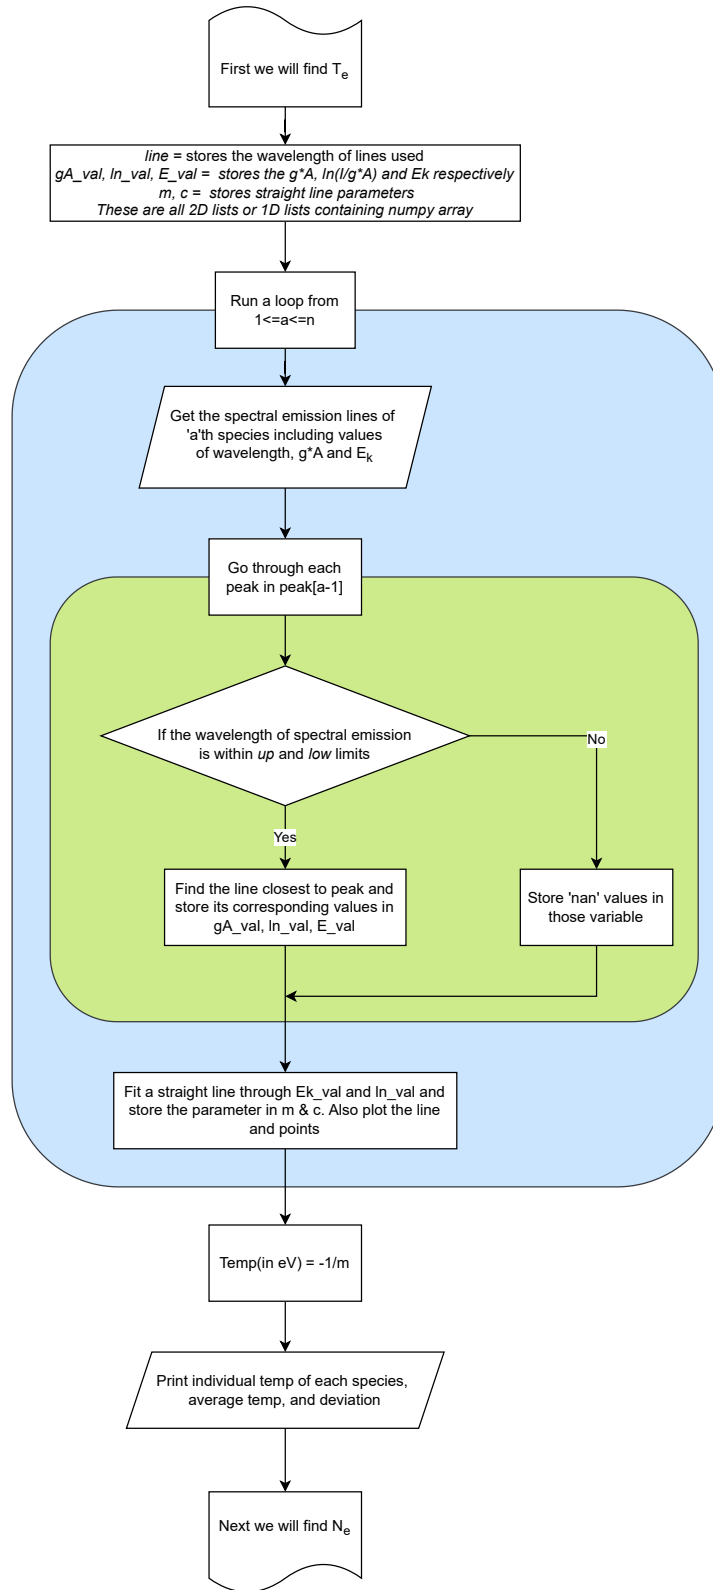 First we will find T_e
line = stores the wavelength of lines used
gA_val, ln_val, E_val = stores the g*A, ln(I/g*A) and Ek respectively
m, c = stores straight line parameters
These are all 2D lists or 1D lists containing numpy array
Run a loop from
1<=a<=n
Get the spectral emission lines of
'a'th species including values
of wavelength, g*A and E_k
Go through each
peak in peak[a-1]
If the wavelength of spectral emission
is within up and low limits
No
Yes
Find the line closest to peak and
store its corresponding values in
gA_val, ln_val, E_val
Store 'nan' values in
those variable
Fit a straight line through Ek_val and ln_val and
store the parameter in m & c. Also plot the line
and points
Temp(in eV) = -1/m
Print individual temp of each species,
average temp, and deviation
Next we will find N_e